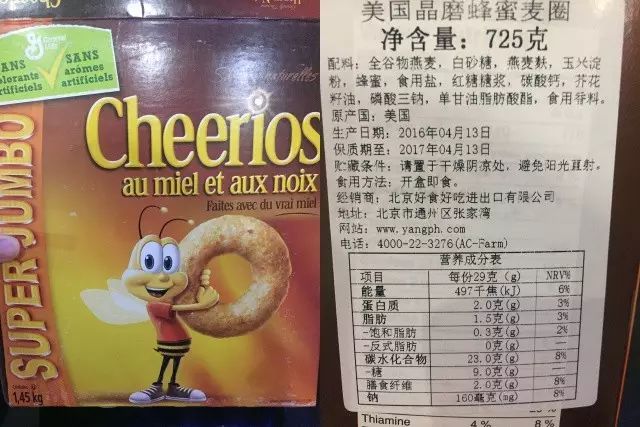 SANS
colorants
artificiels
General
Mills
SANS
arômes
artificiels
SUPER JUMBO
Cheerios
au miel et aux noix
Faites avec du vrai miel
1,45 kg
美国晶磨蜂蜜麦圈
净含量：725克
配料：全谷物燕麦，白砂糖，燕麦麸，玉米淀
粉，蜂蜜，食用盐，红糖糖浆，碳酸钙，芥花
籽油，磷酸三钠，单甘油脂肪酸酯，食用香料。
原产国：美国
生产日期：2016年04月13日
保质期至：2017年04月13日
贮藏条件：请置于干燥阴凉处，避免阳光直射。
食用方法：开盒即食。
经销商：北京好食好吃进出口有限公司
地址：北京市通州区张家湾
网站：www.yangph.com
电话：4000-22-3276(AC-Farm)
营养成分表
项目 每份29克（g） NRV%
能量 497千焦(kJ) 6%
蛋白质 2.0克(g) 3%
脂肪 1.5克(g) 3%
-饱和脂肪 0.3克(g) 2%
-反式脂肪 0克(g)
碳水化合物 23.0克(g) 8%
-糖 9.0克(g)
膳食纤维 2.0克(g) 8%
钠 160毫克(mg) 8%
Thiamine 4 % 8 %